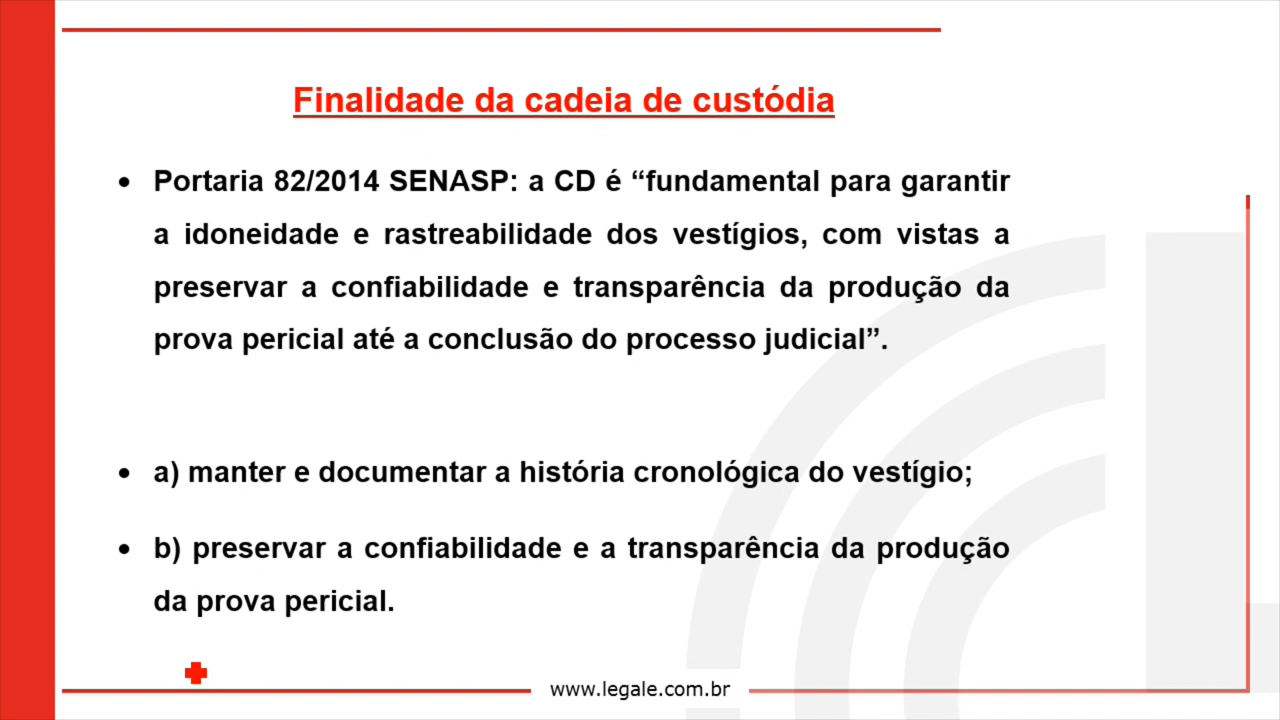 Finalidade da cadeia de custódia
• Portaria 82/2014 SENASP: a CD é “fundamental para garantir
a idoneidade e rastreabilidade dos vestígios, com vistas a
preservar a confiabilidade e transparência da produção da
prova pericial até a conclusão do processo judicial”.
• a) manter e documentar a história cronológica do vestígio;
• b) preservar a confiabilidade e a transparência da produção
da prova pericial.
www.legale.com.br